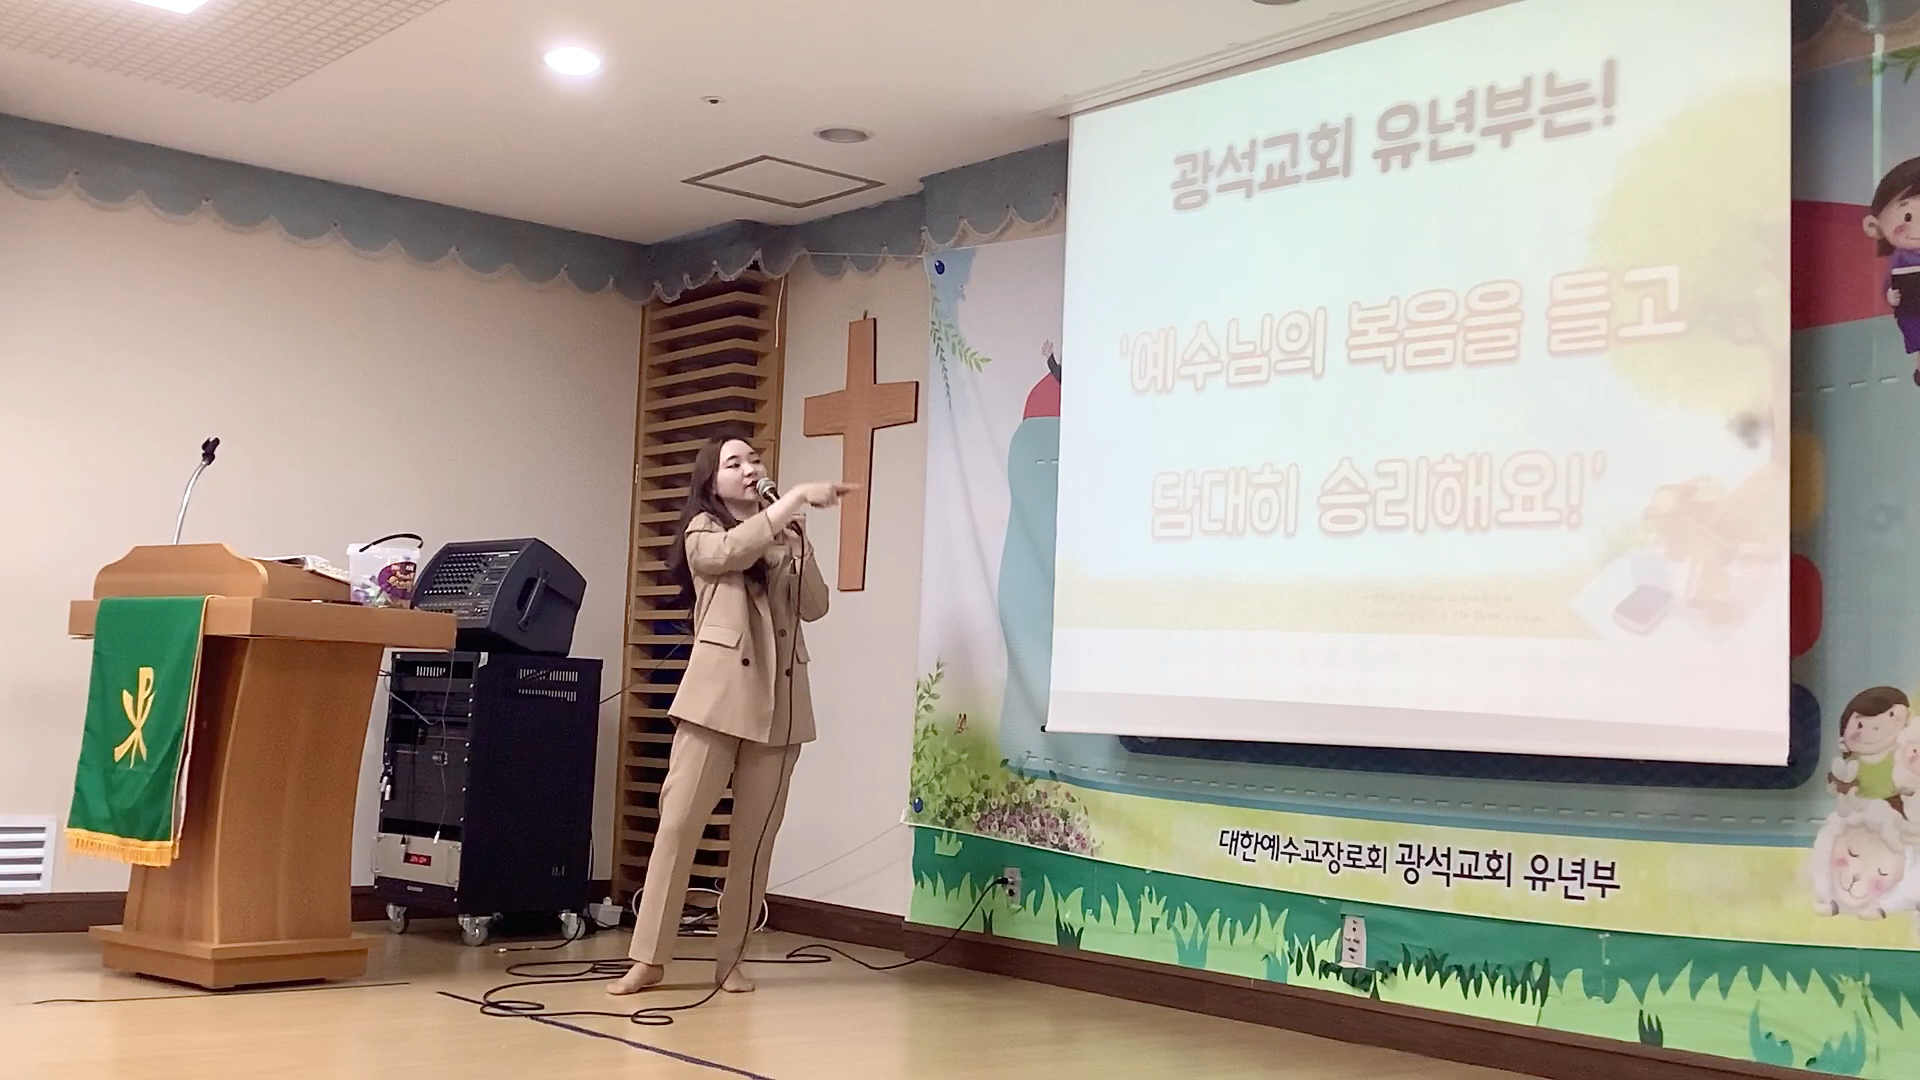 광석교회 유년부는!
'예수님의 복음을 들고
담대히 승리해요!'
대한예수교장로회 광석교회 유년부